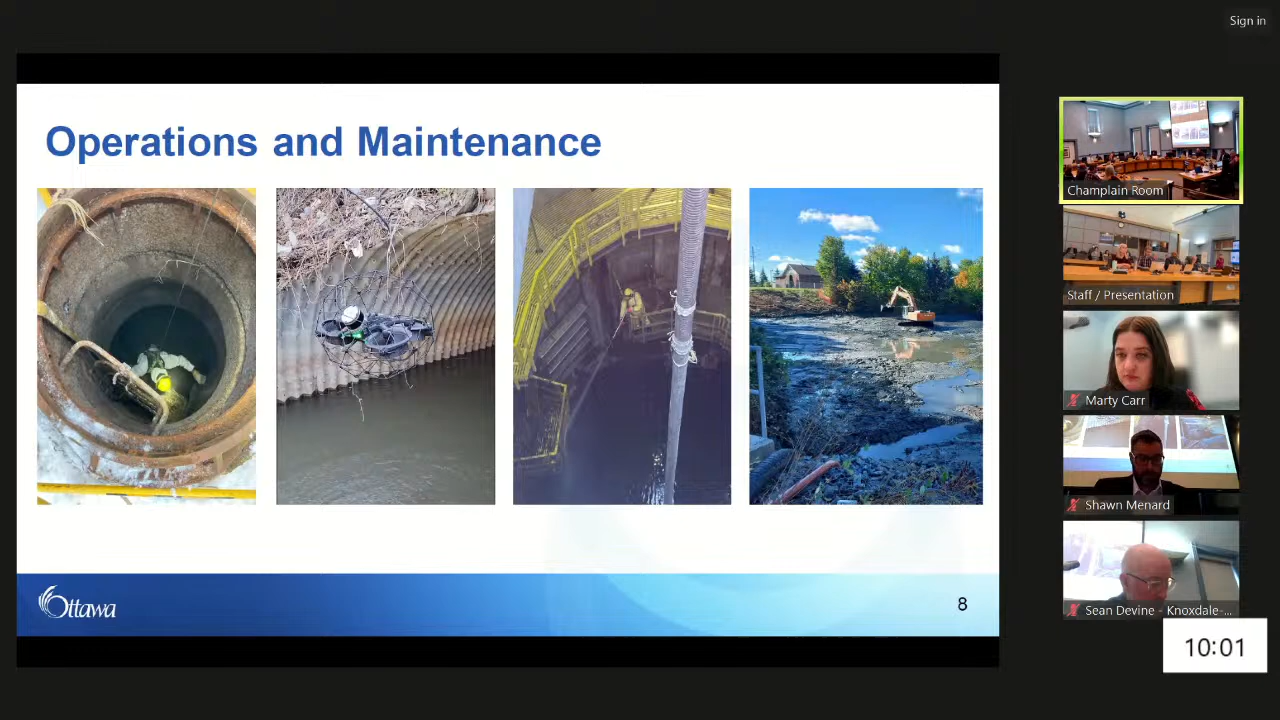 Sign in
Operations and Maintenance
Champlain Room
Staff / Presentation
Marty Carr
Shawn Menard
Sean Devine - Knoxdale-...
Ottawa
8
10:01